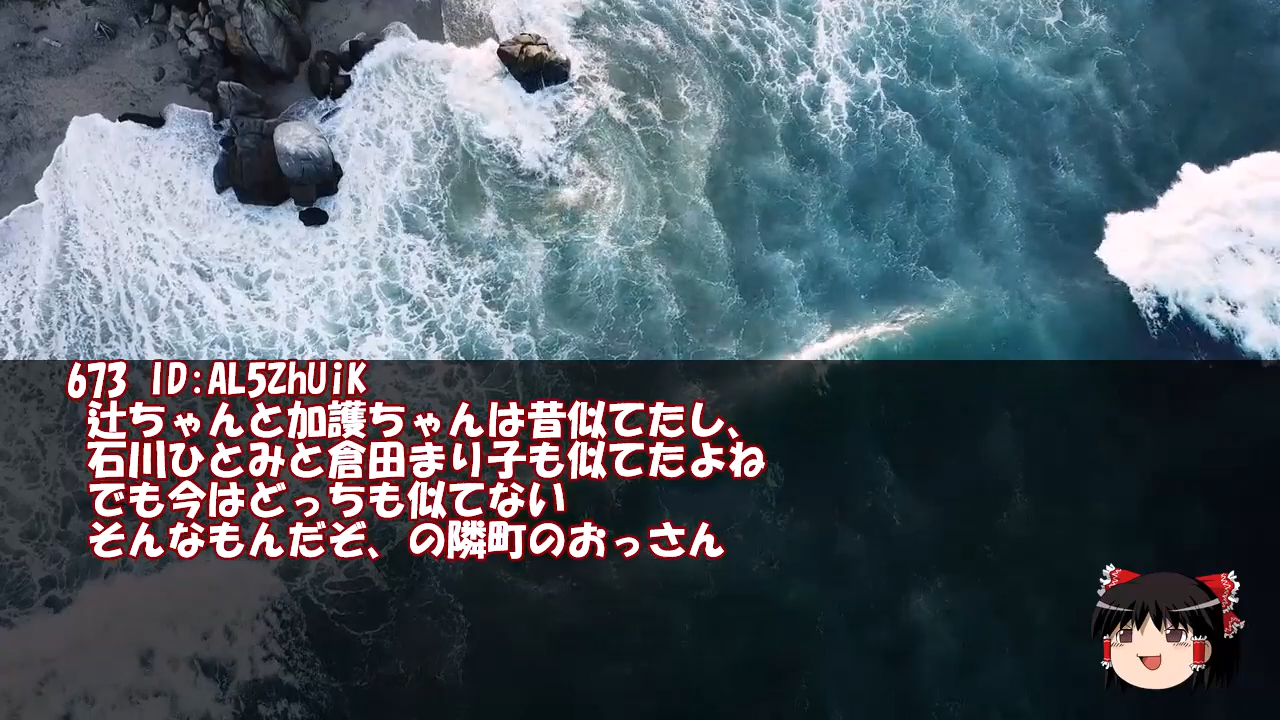 673 ID:AL5ZhUiK
辻ちゃんと加護ちゃんは昔似てたし、
石川ひとみと倉田まり子も似てたよね
でも今はどっちも似てない
そんなもんだぞ、の隣町のおっさん